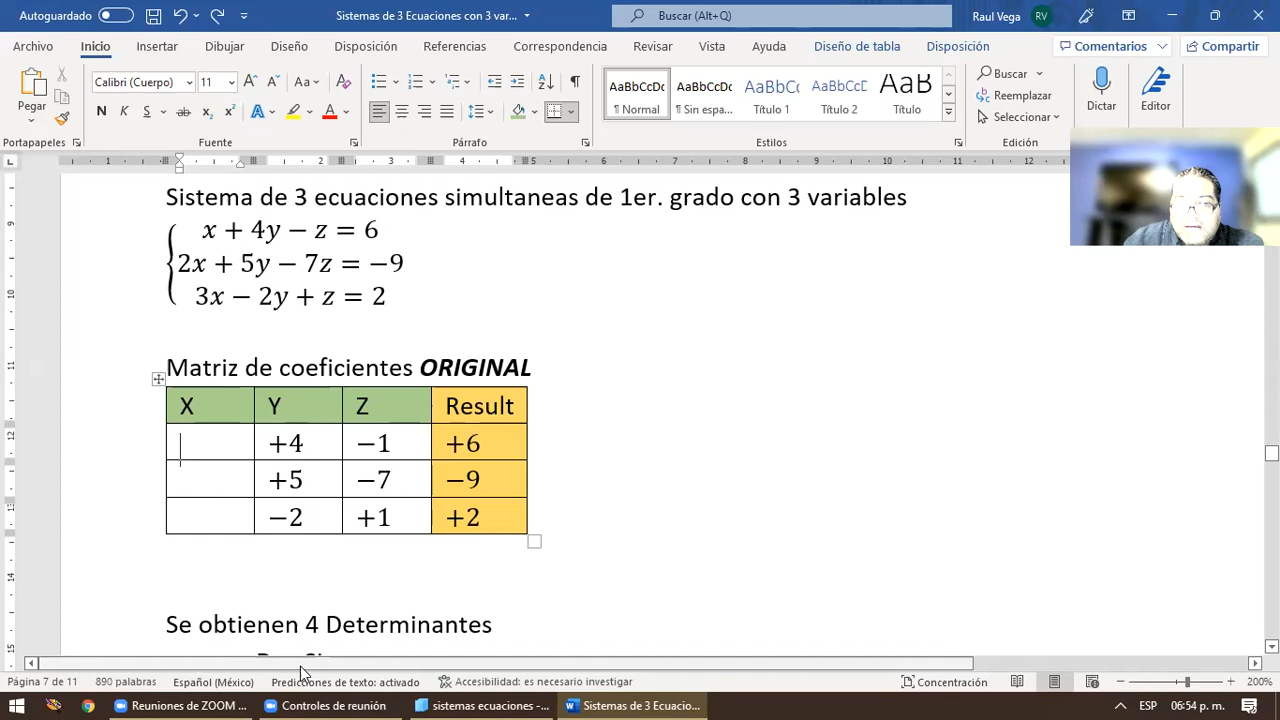 Autoguardado
Sistemas de 3 Ecuaciones con 3 var...
Buscar (Alt+Q)
Raul Vega
RV
Archivo Inicio Insertar Dibujar Diseño Disposición Referencias Correspondencia Revisar Vista Ayuda Diseño de tabla Disposición
Comentarios
Compartir
Pegar
Calibri (Cuerpo) 11
N K S ab x₂ x²
AaBbCcDc AaBbCcDc AaBbCcD AaBbCcD AaB
¶ Normal ¶ Sin espa... Título 1 Título 2 Título
Buscar
Reemplazar
Seleccionar
Dictar
Editor
Portapapeles Fuente Párrafo Estilos Edición
Sistema de 3 ecuaciones simultaneas de 1er. grado con 3 variables
x + 4y − z = 6
2x + 5y − 7z = −9
3x − 2y + z = 2
Matriz de coeficientes ORIGINAL
X Y Z Result
+4 −1 +6
+5 −7 −9
−2 +1 +2
Se obtienen 4 Determinantes
Página 7 de 11 890 palabras Español (México) Predicciones de texto: activado Accesibilidad: es necesario investigar Concentración 200%
Reuniones de ZOOM ... Controles de reunión sistemas ecuaciones -... Sistemas de 3 Ecuacio... ESP 06:54 p. m.